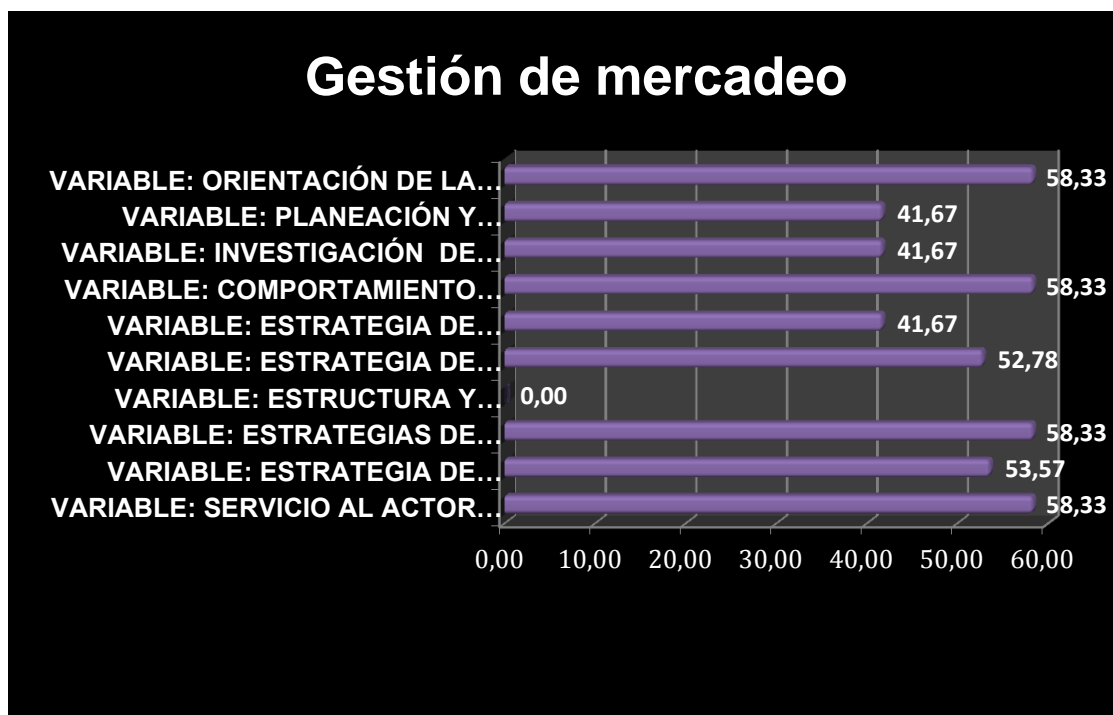 Gestión de mercadeo
VARIABLE: ORIENTACIÓN DE LA... 58,33
VARIABLE: PLANEACIÓN Y... 41,67
VARIABLE: INVESTIGACIÓN DE... 41,67
VARIABLE: COMPORTAMIENTO... 58,33
VARIABLE: ESTRATEGIA DE... 41,67
VARIABLE: ESTRATEGIA DE... 52,78
VARIABLE: ESTRUCTURA Y... 0,00
VARIABLE: ESTRATEGIAS DE... 58,33
VARIABLE: ESTRATEGIA DE... 53,57
VARIABLE: SERVICIO AL ACTOR... 58,33
0,00 10,00 20,00 30,00 40,00 50,00 60,00